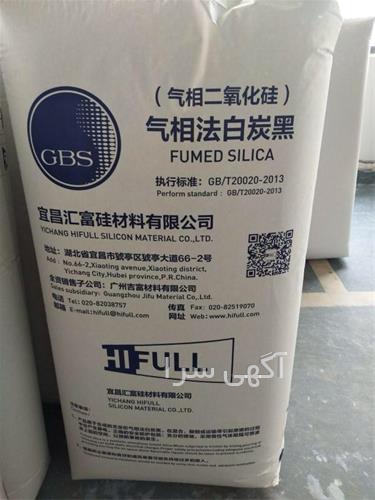 GBS
（气相二氧化硅）
气相法白炭黑
FUMED SILICA
执行标准：GB/T20020-2013
Perform standard：GB/T20020-2013
宜昌汇富硅材料有限公司
YICHANG HIFULL SILICON MATERIAL CO.,LTD.
地址：湖北省宜昌市猇亭区猇亭大道66-2号
Add：No.66-2,Xiaoting avenue,Xiaoting district,
Yichang City,Hubei province,P.R.China.
全资销售子公司：广州吉富材料有限公司
Sales subsidiary: Guangzhou Jifu Material Co.,Ltd.
电话 Tel：020-82038757 传真 Fax：020-82519070
邮箱 E-mail:hifull@hifull.com 网址 http://www.hifull.com
HIFULL
آگهی سرا
宜昌汇富硅材料有限公司
YICHANG HIFULL
SILICON MATERIAL CO.,LTD.